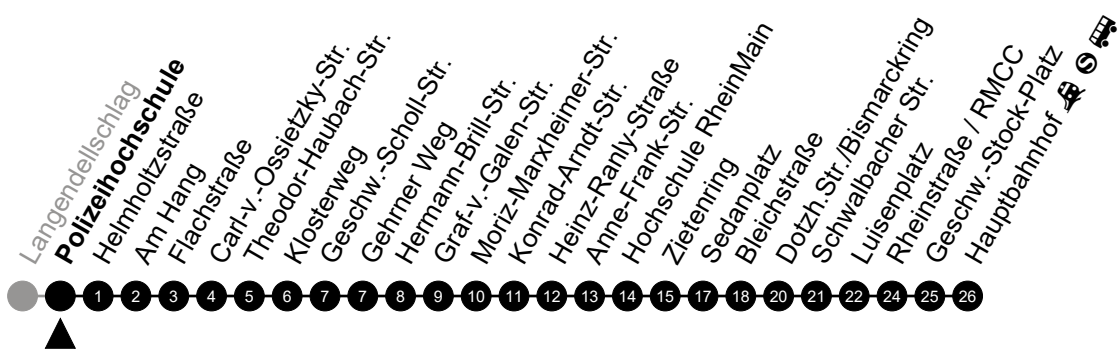 Langendellschlag
Polizeihochschule
Helmholtzstraße
Am Hang
Flachstraße
Carl-v.-Ossietzky-Str.
Theodor-Haubach-Str.
Klosterweg
Geschw.-Scholl-Str.
Gehrner Weg
Hermann-Brill-Str.
Graf-v.-Galen-Str.
Moriz-Marxheimer-Str.
Konrad-Arndt-Str.
Heinz-Ranly-Straße
Anne-Frank-Str.
Hochschule RheinMain
Zietenring
Sedanplatz
Bleichstraße
Dotzh.Str./Bismarckring
Schwalbacher Str.
Luisenplatz
Rheinstraße / RMCC
Geschw.-Stock-Platz
Hauptbahnhof S
1 2 3 4 5 6 7 7 8 9 10 11 12 13 14 15 17 18 20 21 22 24 25 26